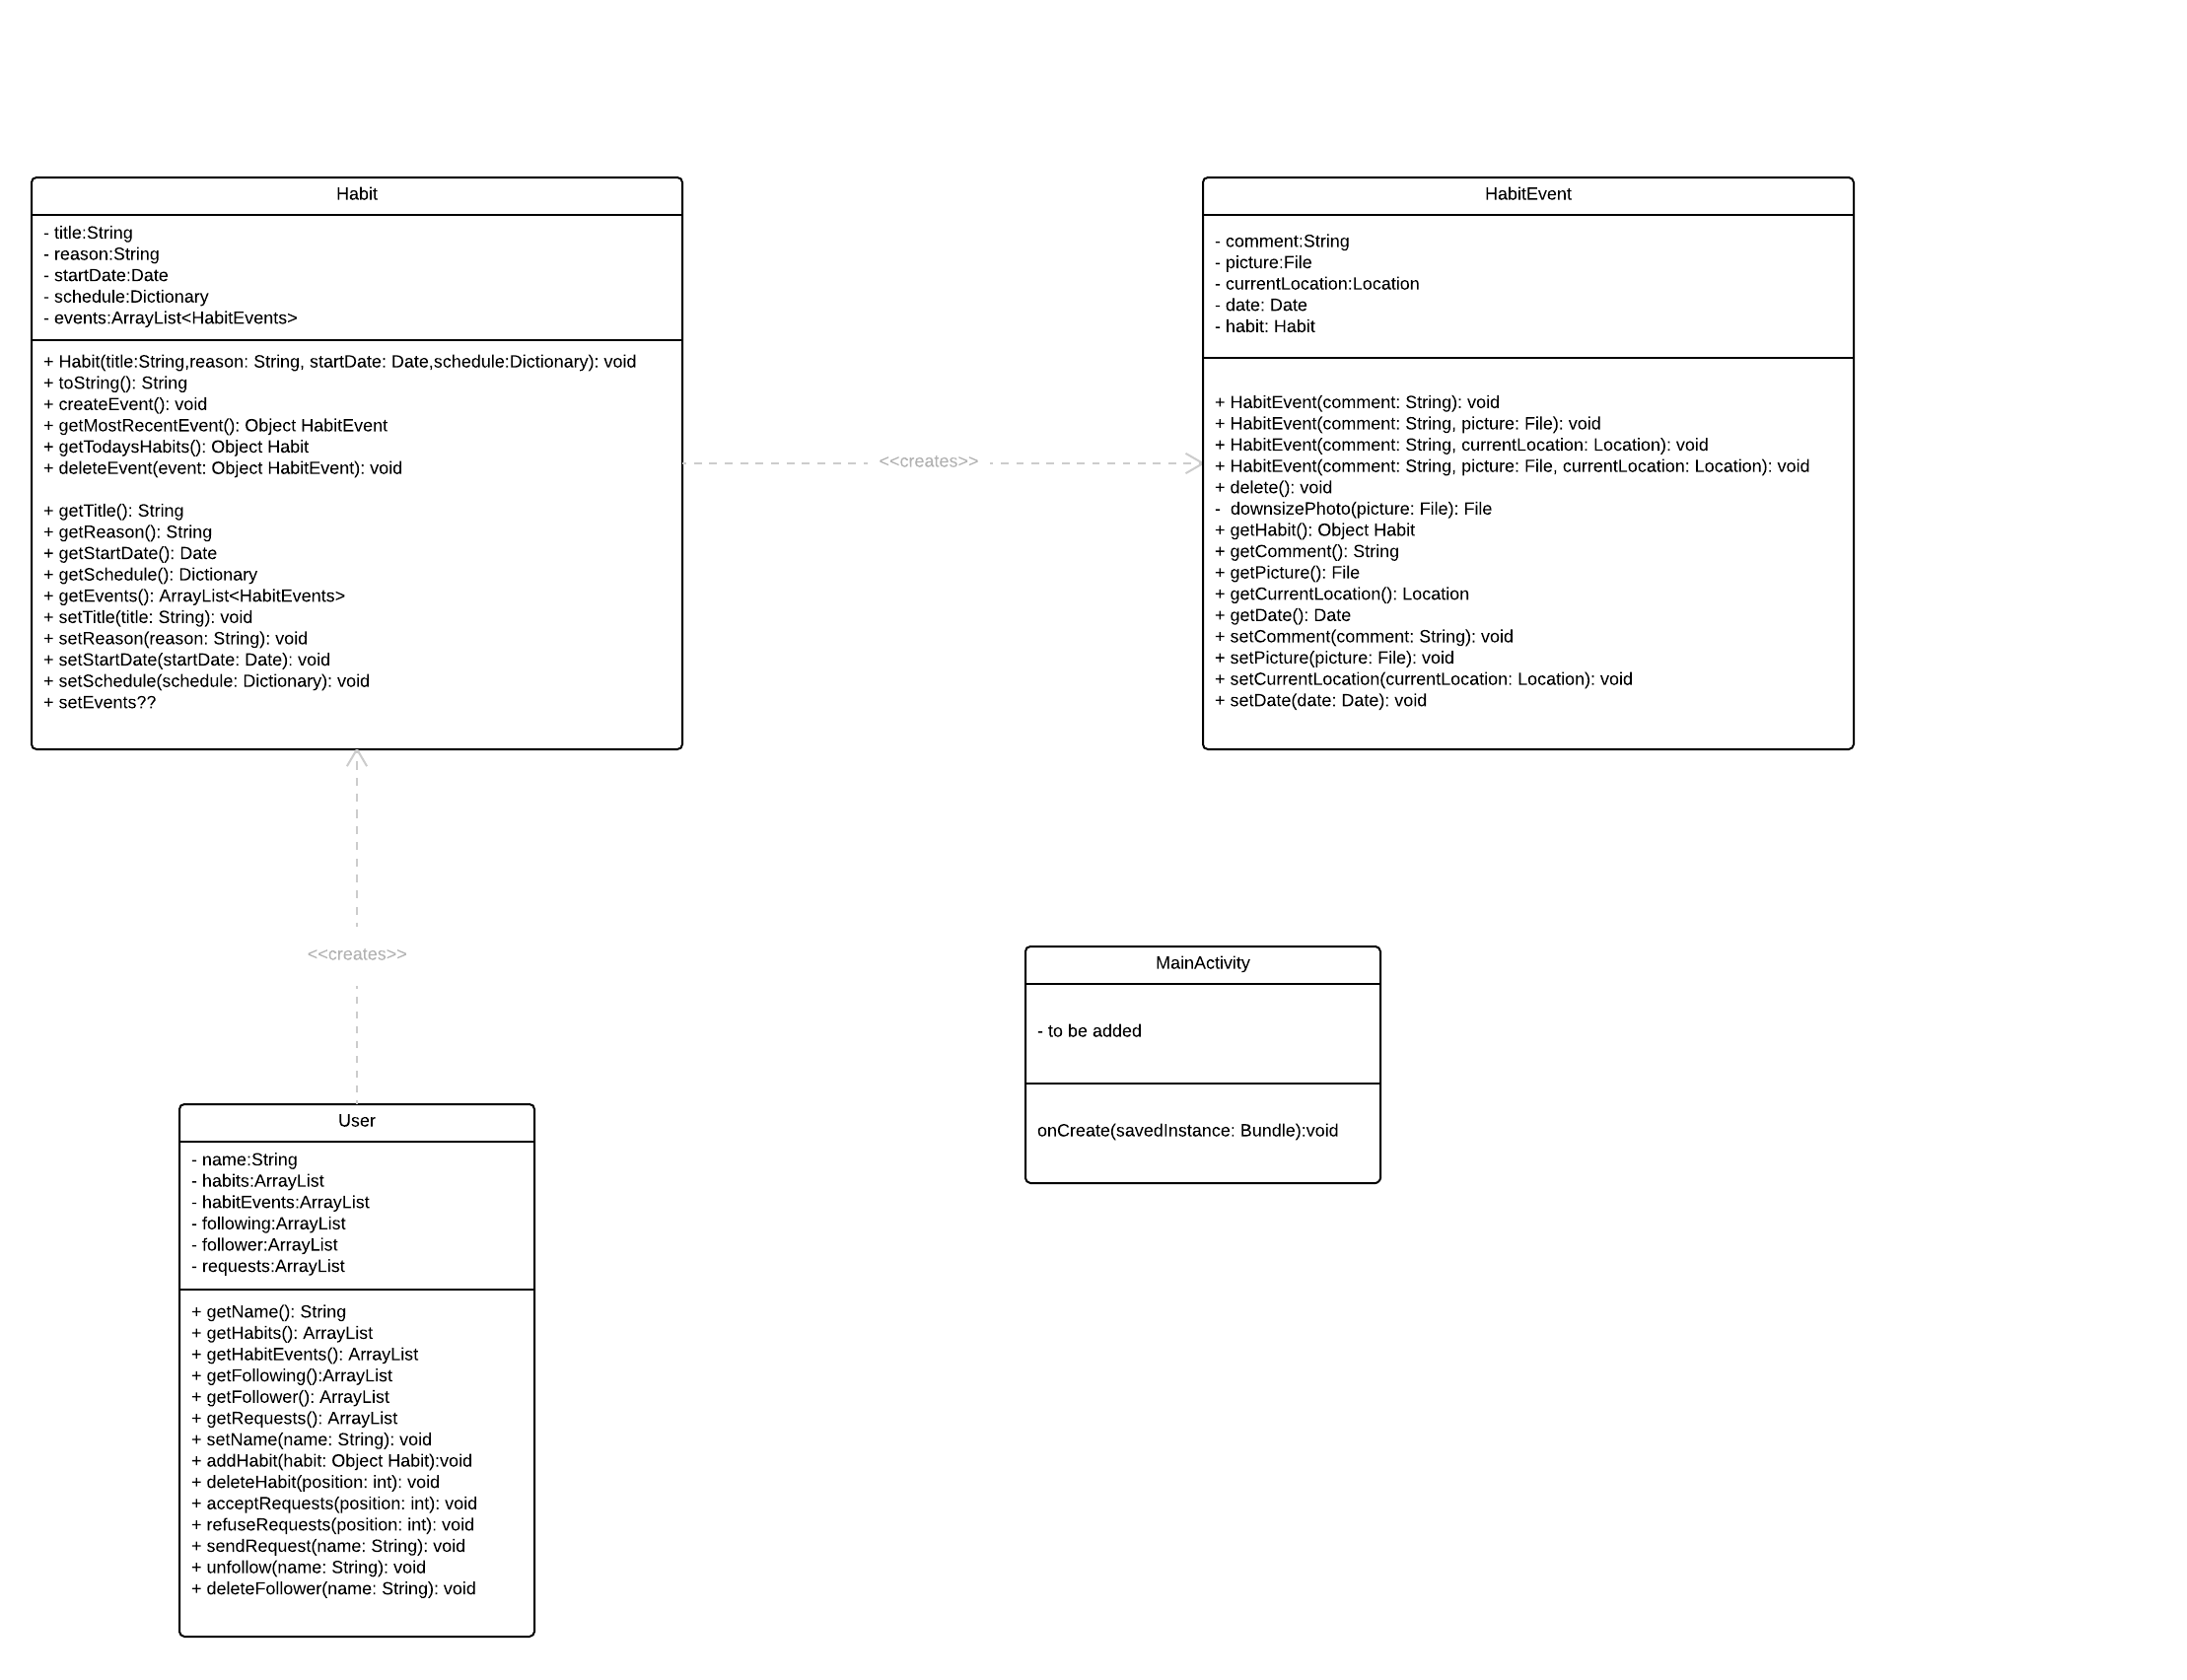 Habit
- title:String
- reason:String
- startDate:Date
- schedule:Dictionary
- events:ArrayList<HabitEvents>
+ Habit(title:String,reason: String, startDate: Date,schedule:Dictionary): void
+ toString(): String
+ createEvent(): void
+ getMostRecentEvent(): Object HabitEvent
+ getTodaysHabits(): Object Habit
+ deleteEvent(event: Object HabitEvent): void
+ getTitle(): String
+ getReason(): String
+ getStartDate(): Date
+ getSchedule(): Dictionary
+ getEvents(): ArrayList<HabitEvents>
+ setTitle(title: String): void
+ setReason(reason: String): void
+ setStartDate(startDate: Date): void
+ setSchedule(schedule: Dictionary): void
+ setEvents??
<<creates>>
HabitEvent
- comment:String
- picture:File
- currentLocation:Location
- date: Date
- habit: Habit
+ HabitEvent(comment: String): void
+ HabitEvent(comment: String, picture: File): void
+ HabitEvent(comment: String, currentLocation: Location): void
+ HabitEvent(comment: String, picture: File, currentLocation: Location): void
+ delete(): void
-  downsizePhoto(picture: File): File
+ getHabit(): Object Habit
+ getComment(): String
+ getPicture(): File
+ getCurrentLocation(): Location
+ getDate(): Date
+ setComment(comment: String): void
+ setPicture(picture: File): void
+ setCurrentLocation(currentLocation: Location): void
+ setDate(date: Date): void
<<creates>>
MainActivity
- to be added
onCreate(savedInstance: Bundle):void
User
- name:String
- habits:ArrayList
- habitEvents:ArrayList
- following:ArrayList
- follower:ArrayList
- requests:ArrayList
+ getName(): String
+ getHabits(): ArrayList
+ getHabitEvents(): ArrayList
+ getFollowing():ArrayList
+ getFollower(): ArrayList
+ getRequests(): ArrayList
+ setName(name: String): void
+ addHabit(habit: Object Habit):void
+ deleteHabit(position: int): void
+ acceptRequests(position: int): void
+ refuseRequests(position: int): void
+ sendRequest(name: String): void
+ unfollow(name: String): void
+ deleteFollower(name: String): void